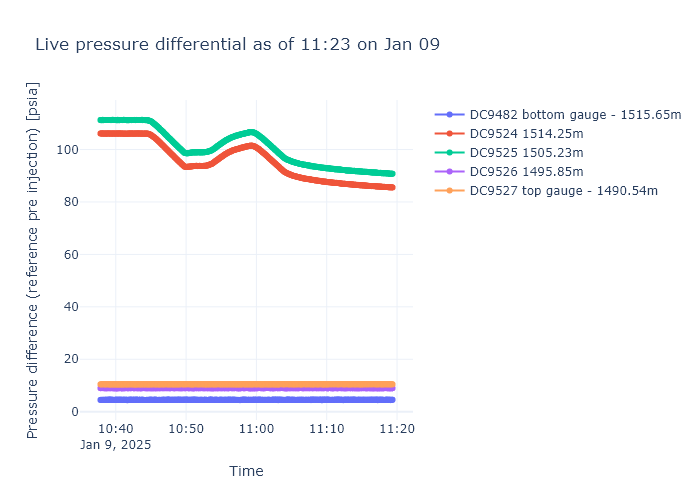 Live pressure differential as of 11:23 on Jan 09
Pressure difference (reference pre injection) [psia]
100
80
60
40
20
0
10:40
10:50
11:00
11:10
11:20
Jan 9, 2025
Time
DC9482 bottom gauge - 1515.65m
DC9524 1514.25m
DC9525 1505.23m
DC9526 1495.85m
DC9527 top gauge - 1490.54m